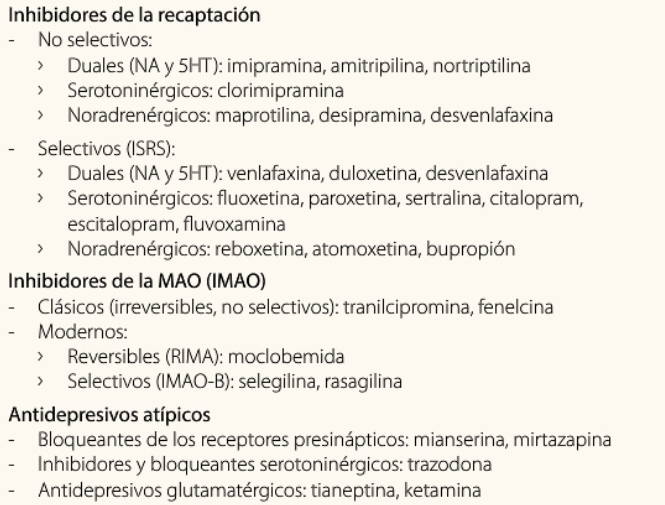 Inhibidores de la recaptación
- No selectivos:
› Duales (NA y 5HT): imipramina, amitripilina, nortriptilina
› Serotoninérgicos: clorimipramina
› Noradrenérgicos: maprotilina, desipramina, desvenlafaxina
- Selectivos (ISRS):
› Duales (NA y 5HT): venlafaxina, duloxetina, desvenlafaxina
› Serotoninérgicos: fluoxetina, paroxetina, sertralina, citalopram,
escitalopram, fluvoxamina
› Noradrenérgicos: reboxetina, atomoxetina, bupropión
Inhibidores de la MAO (IMAO)
- Clásicos (irreversibles, no selectivos): tranilcipromina, fenelcina
- Modernos:
› Reversibles (RIMA): moclobemida
› Selectivos (IMAO-B): selegilina, rasagilina
Antidepresivos atípicos
- Bloqueantes de los receptores presinápticos: mianserina, mirtazapina
- Inhibidores y bloqueantes serotoninérgicos: trazodona
- Antidepresivos glutamatérgicos: tianeptina, ketamina